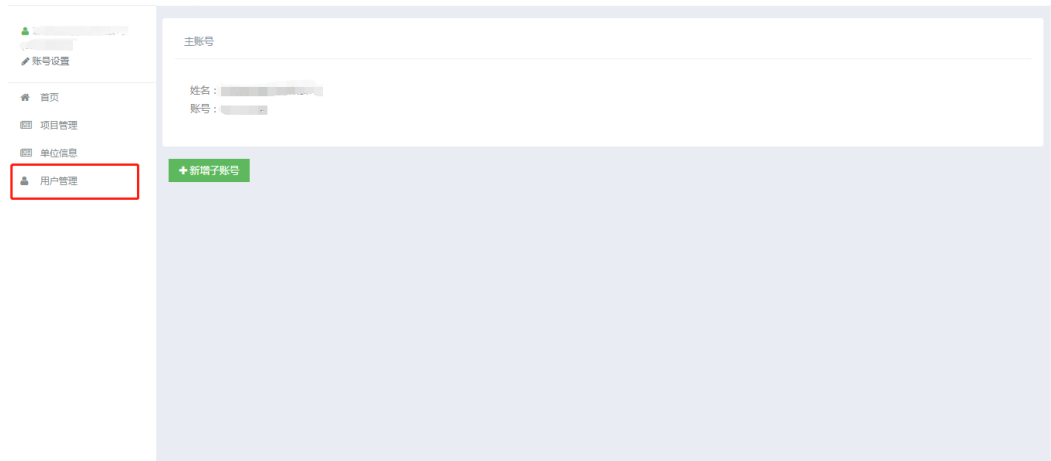 账号设置
首页
项目管理
单位信息
用户管理
主账号
姓名：
账号：
新增子账号